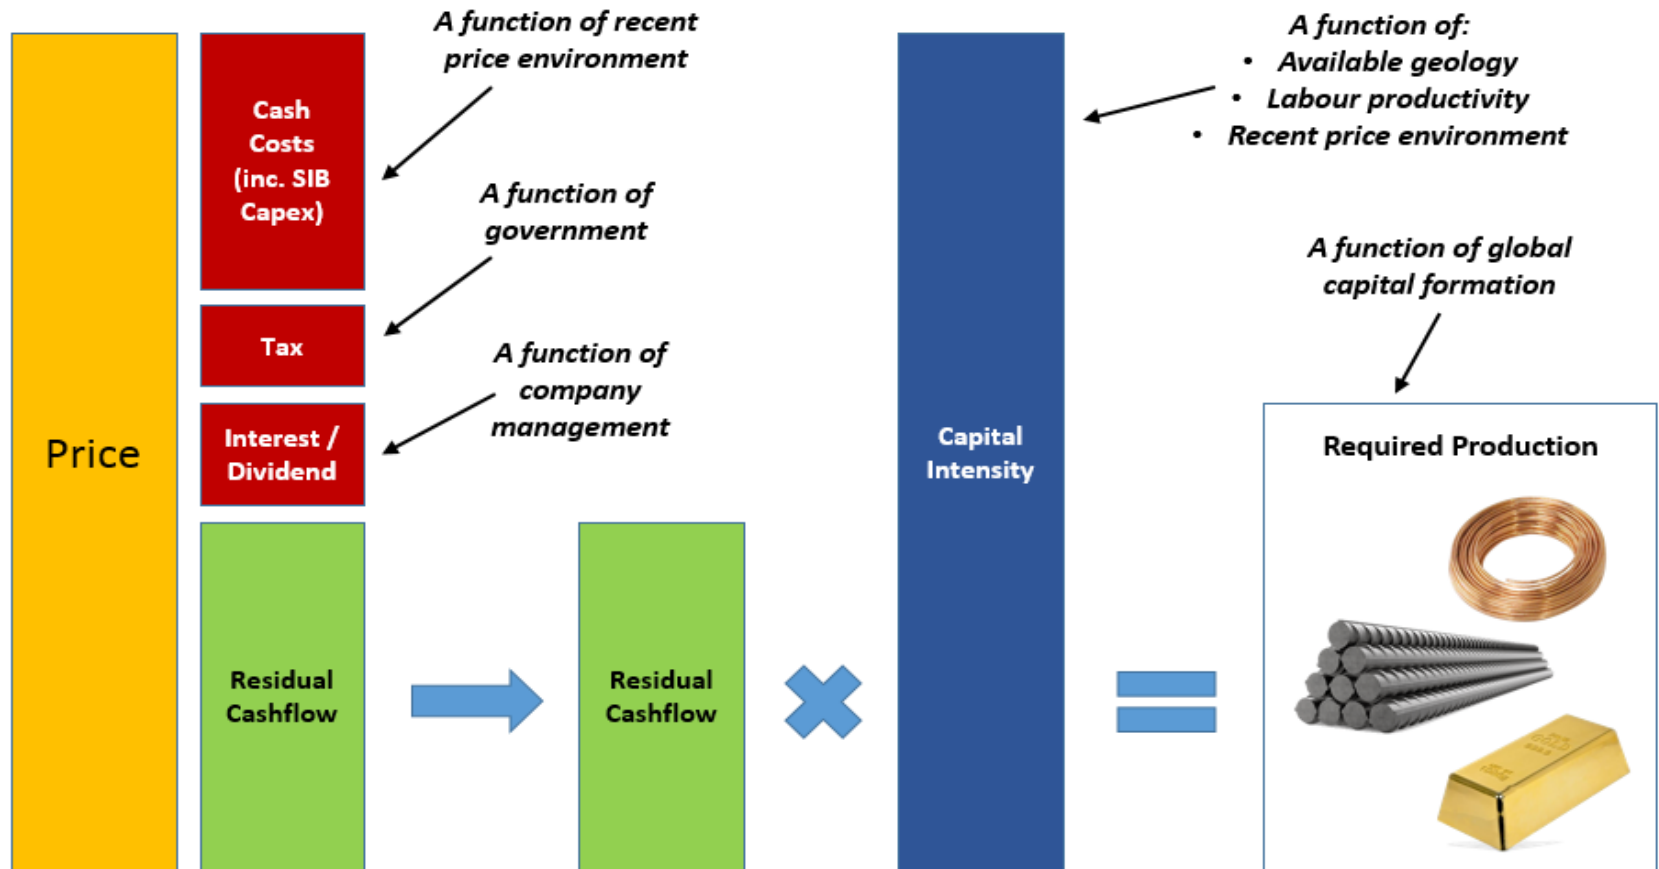 Price
Cash
Costs
(inc. SIB
Capex)
Tax
Interest /
Dividend
Residual
Cashflow
A function of recent
price environment
A function of
government
A function of
company
management
Residual
Cashflow
Capital
Intensity
A function of:
• Available geology
• Labour productivity
• Recent price environment
A function of global
capital formation
Required Production
GOLD